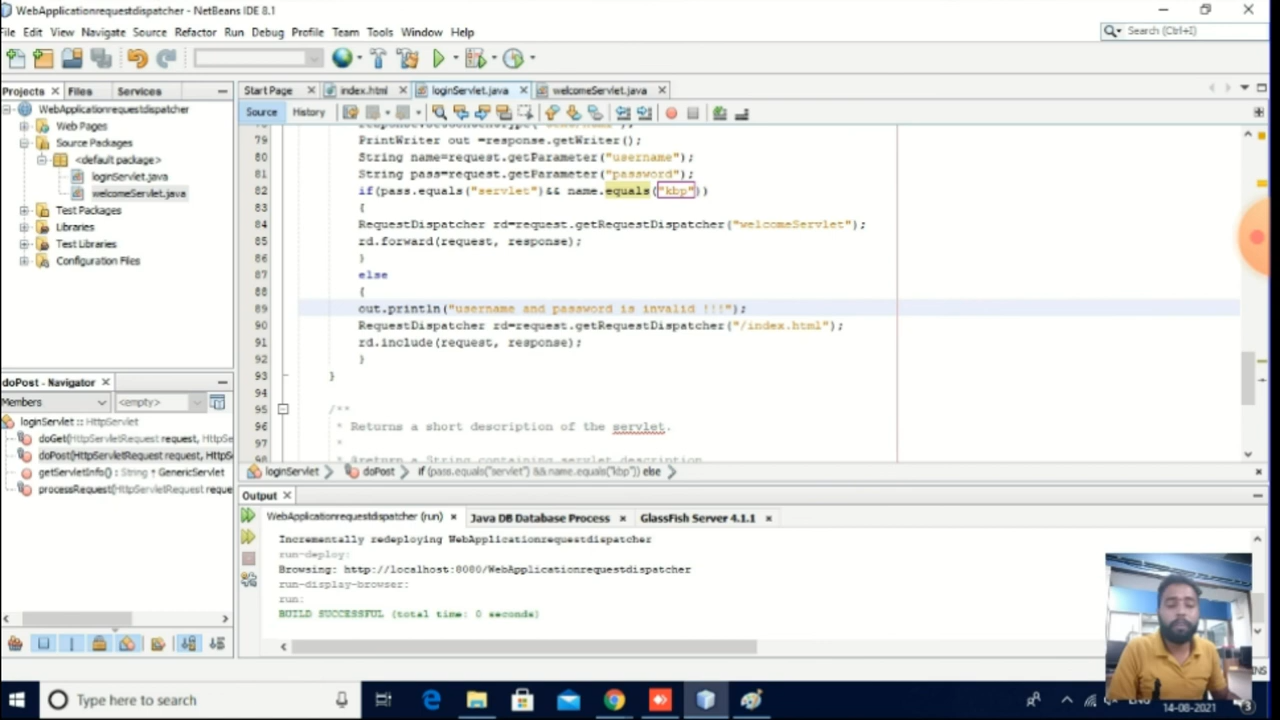 WebApplicationrequestdispatcher - NetBeans IDE 8.1
File Edit View Navigate Source Refactor Run Debug Profile Team Tools Window Help
Search (Ctrl+I)
Projects Files Services
Start Page index.html loginServlet.java welcomeServlet.java
Source History
WebApplicationrequestdispatcher
Web Pages
Source Packages
<default package>
loginServlet.java
welcomeServlet.java
Test Packages
Libraries
Test Libraries
Configuration Files
79 PrintWriter out =response.getWriter();
80 String name=request.getParameter("username");
81 String pass=request.getParameter("password");
82 if(pass.equals("servlet")&& name.equals("kbp"))
83 {
84 RequestDispatcher rd=request.getRequestDispatcher("welcomeServlet");
85 rd.forward(request, response);
86 }
87 else
88 {
89 out.println("username and password is invalid !!!");
90 RequestDispatcher rd=request.getRequestDispatcher("/index.html");
91 rd.include(request, response);
92 }
93 }
94
95 /**
96 * Returns a short description of the servlet.
97 *
98 * @return a String containing servlet description
loginServlet doPost if (pass.equals("servlet") && name.equals("kbp")) else
doPost - Navigator
Members <empty>
loginServlet :: HttpServlet
doGet(HttpServletRequest request, HttpS
doPost(HttpServletRequest request, HttpS
getServletInfo() : String ↑ GenericServlet
processRequest(HttpServletRequest reque
Output
WebApplicationrequestdispatcher (run) Java DB Database Process GlassFish Server 4.1.1
Incrementally redeploying WebApplicationrequestdispatcher
run-deploy:
Browsing: http://localhost:8080/WebApplicationrequestdispatcher
run-display-browser:
run:
BUILD SUCCESSFUL (total time: 0 seconds)
Type here to search
14-08-2021
3